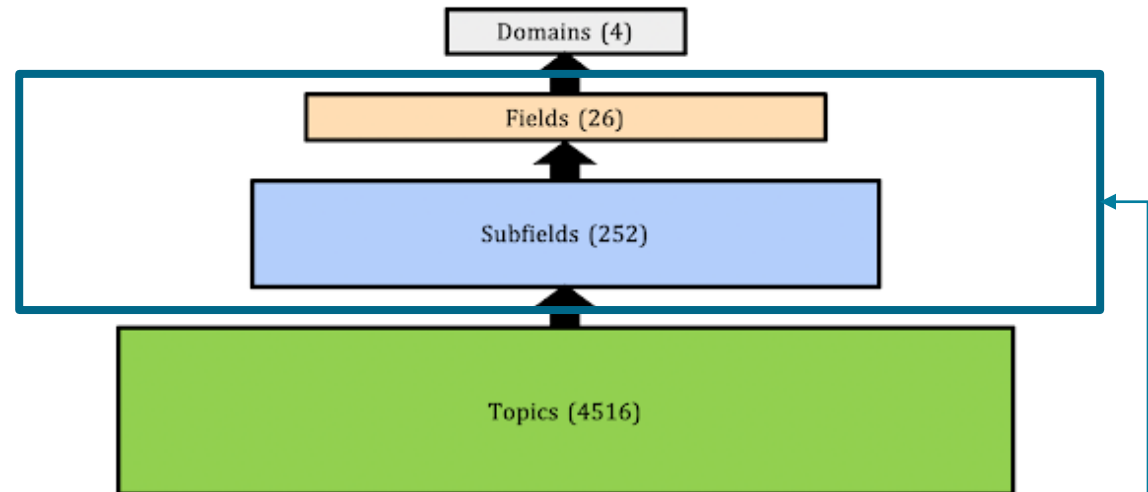 Domains (4)
Fields (26)
Subfields (252)
Topics (4516)